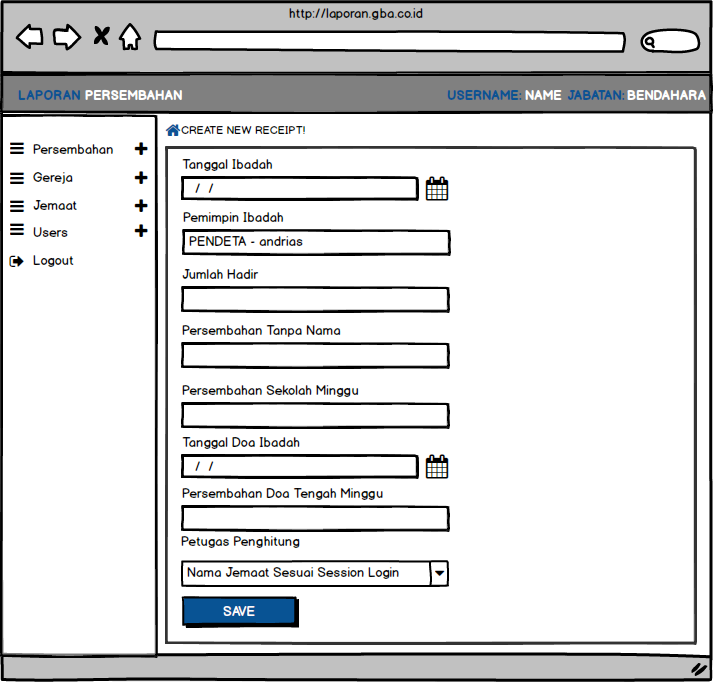 http://laporan.gba.co.id
LAPORAN PERSEMBAHAN USERNAME: NAME JABATAN: BENDAHARA
Persembahan
Gereja
Jemaat
Users
Logout
CREATE NEW RECEIPT!
Tanggal Ibadah
/ /
Pemimpin Ibadah
PENDETA - andrias
Jumlah Hadir
Persembahan Tanpa Nama
Persembahan Sekolah Minggu
Tanggal Doa Ibadah
/ /
Persembahan Doa Tengah Minggu
Petugas Penghitung
Nama Jemaat Sesuai Session Login
SAVE